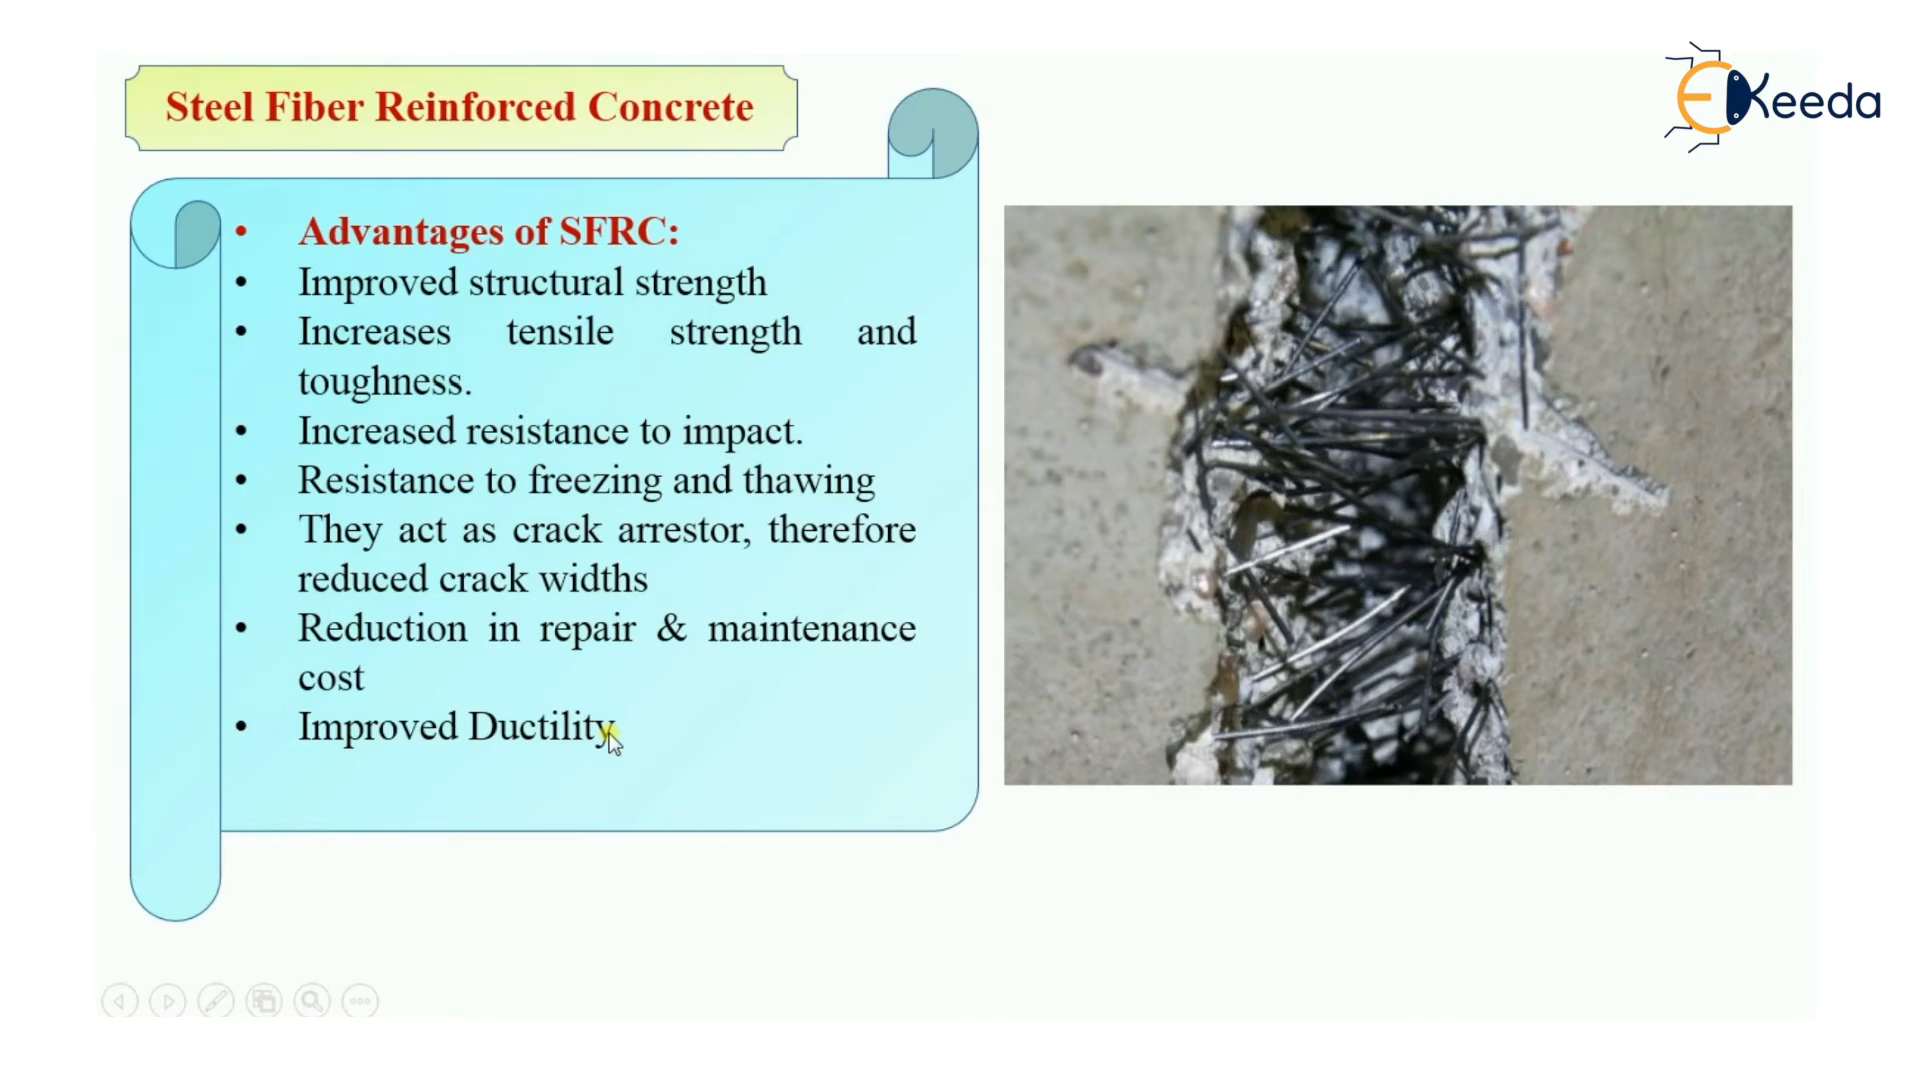 Steel Fiber Reinforced Concrete
Keeda
• Advantages of SFRC:
• Improved structural strength
• Increases tensile strength and
toughness.
• Increased resistance to impact.
• Resistance to freezing and thawing
• They act as crack arrestor, therefore
reduced crack widths
• Reduction in repair & maintenance
cost
• Improved Ductility